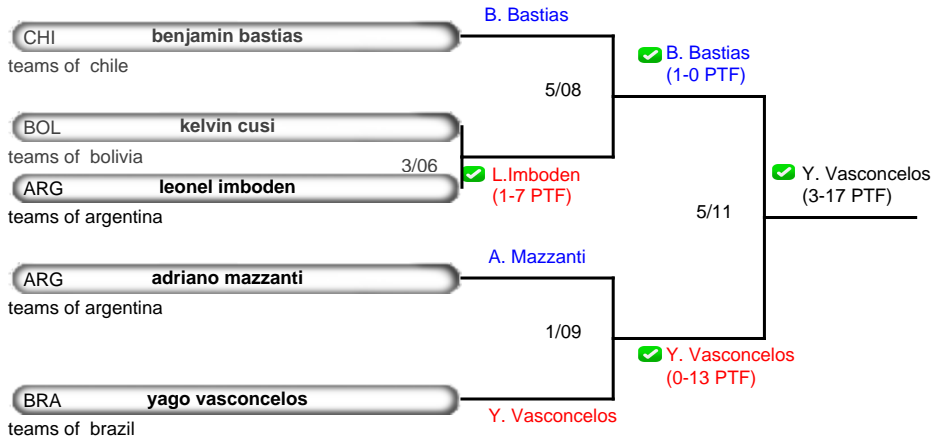 B. Bastias
CHI benjamin bastias
teams of chile
B. Bastias
(1-0 PTF)
5/08
BOL kelvin cusi
teams of bolivia
3/06
L.Imboden
(1-7 PTF)
ARG leonel imboden
teams of argentina
Y. Vasconcelos
(3-17 PTF)
5/11
A. Mazzanti
ARG adriano mazzanti
teams of argentina
1/09
Y. Vasconcelos
(0-13 PTF)
BRA yago vasconcelos
Y. Vasconcelos
teams of brazil